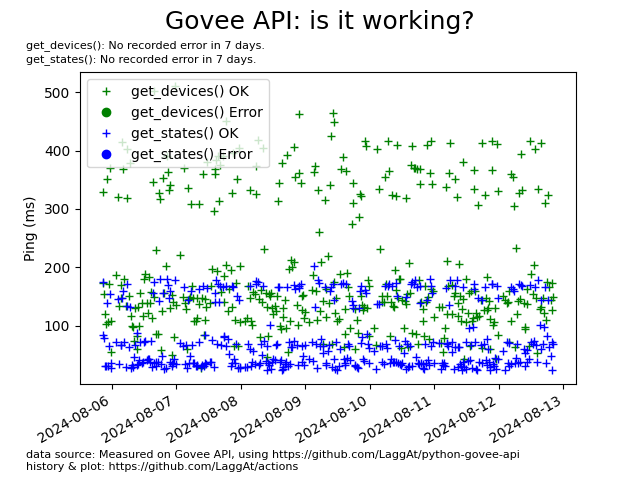 Govee API: is it working?
get_devices(): No recorded error in 7 days.
get_states(): No recorded error in 7 days.
get_devices() OK
get_devices() Error
get_states() OK
get_states() Error
Ping (ms)
500
400
300
200
100
2024-08-06
2024-08-07
2024-08-08
2024-08-09
2024-08-10
2024-08-11
2024-08-12
2024-08-13
data source: Measured on Govee API, using https://github.com/LaggAt/python-govee-api
history & plot: https://github.com/LaggAt/actions